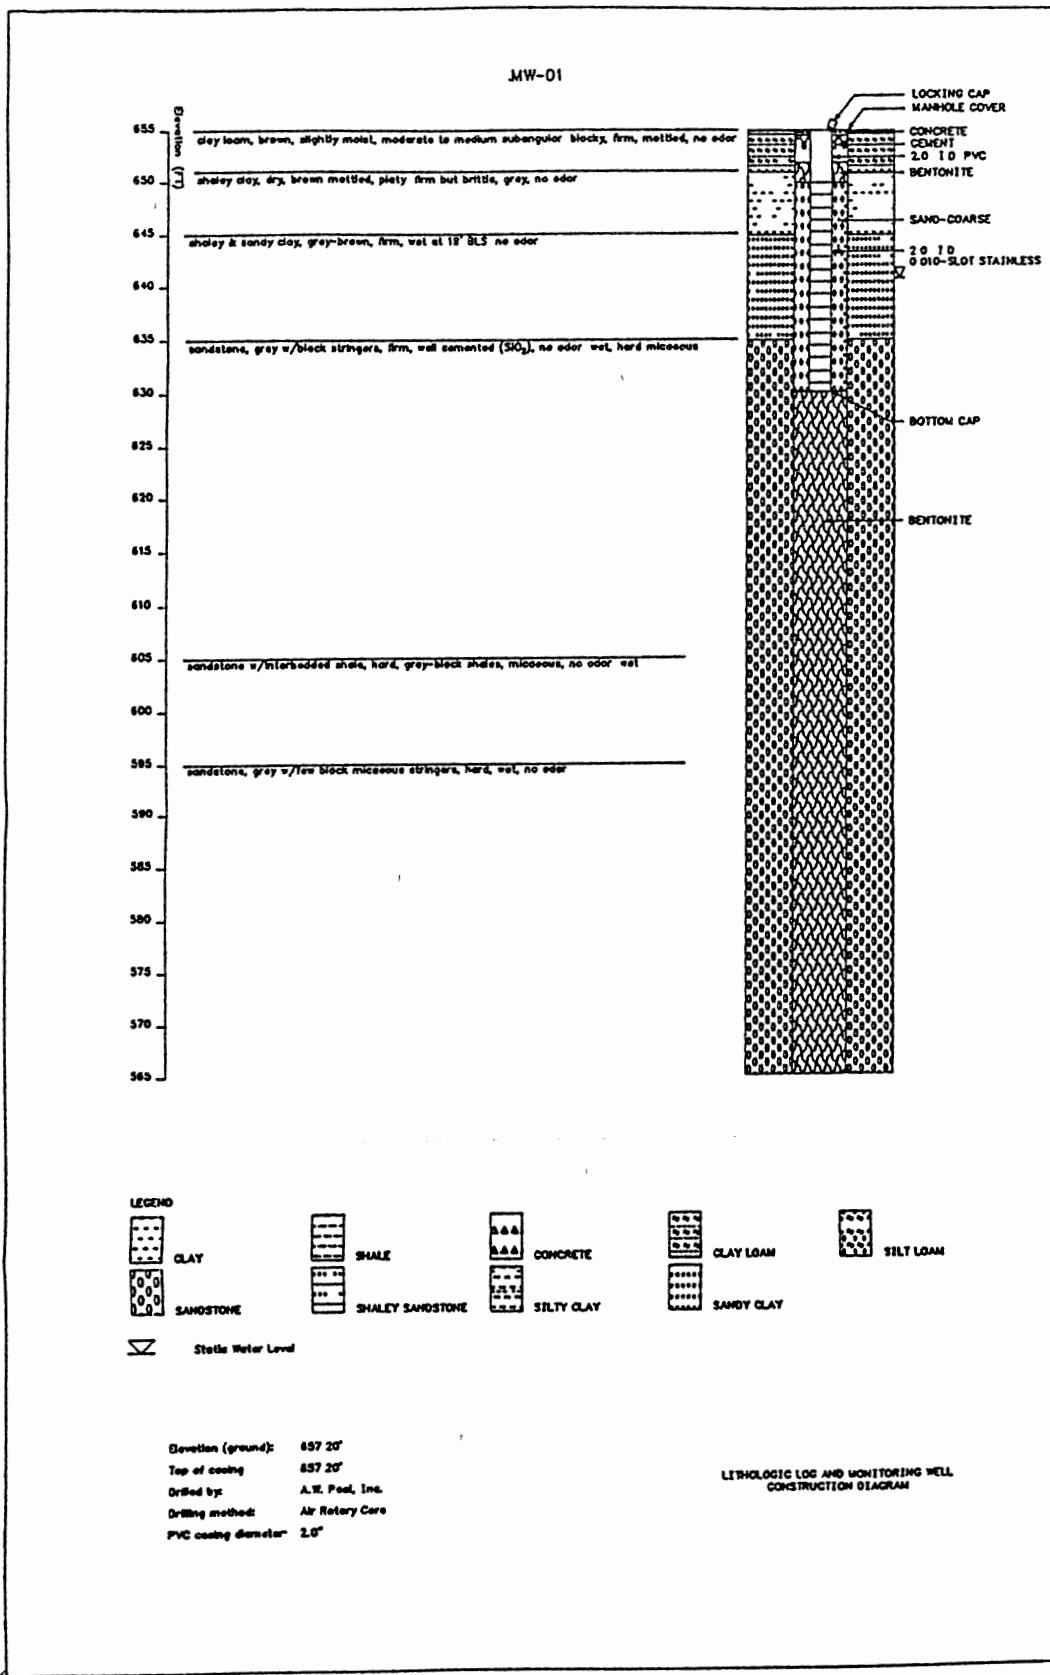 MW-01
Elevation (FT)
655
650
645
640
635
630
625
620
615
610
605
600
595
590
585
580
575
570
565
clay loam, brown, slightly moist, moderate to medium subangular blocky, firm, mottled, no odor
shaley clay, dry, brown mottled, platy firm but brittle, grey, no odor
shaley & sandy clay, grey-brown, firm, wet at 12' BLS no odor
sandstone, grey w/black stringers, firm, well cemented (SiO2), no odor wet, hard micaeous
sandstone w/interbedded shale, hard, grey-black shales, micaeous, no odor wet
sandstone, grey w/few black micaeous stringers, hard, wet, no odor
LOCKING CAP
MANHOLE COVER
CONCRETE
CEMENT
2.0 I D PVC
BENTONITE
SAND-COARSE
2 0 I D
0 010-SLOT STAINLESS
BOTTOM CAP
BENTONITE
LEGEND
CLAY SHALE CONCRETE CLAY LOAM SILT LOAM
SANDSTONE SHALEY SANDSTONE SILTY CLAY SANDY CLAY
Static Water Level
Elevation (ground): 657 20'
Top of casing 657 20'
Drilled by: A.W. Pool, Inc.
Drilling method: Air Rotary Core
PVC casing diameter 2.0"
LITHOLOGIC LOG AND MONITORING WELL
CONSTRUCTION DIAGRAM